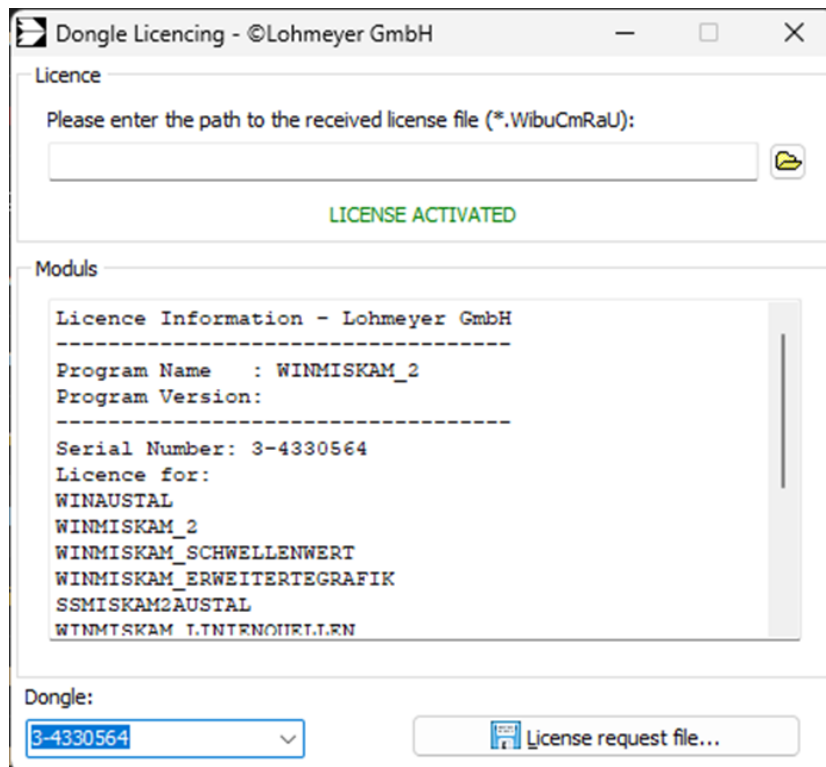 Dongle Licencing - ©Lohmeyer GmbH
Licence
Please enter the path to the received license file (*.WibuCmRaU):
LICENSE ACTIVATED
Moduls
Licence Information - Lohmeyer GmbH
-----------------------------------
Program Name   : WINMISKAM_2
Program Version:
-----------------------------------
Serial Number: 3-4330564
Licence for:
WINAUSTAL
WINMISKAM_2
WINMISKAM_SCHWELLENWERT
WINMISKAM_ERWEITERTEGRAFIK
SSMISKAM2AUSTAL
WINMISKAM_LINIENQUELLEN
Dongle:
3-4330564
License request file...